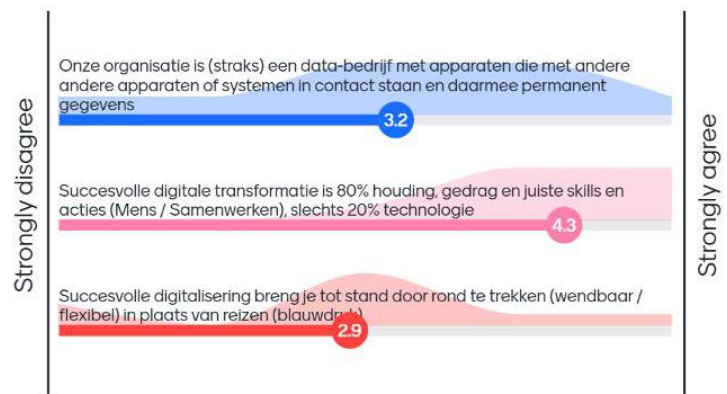 Strongly disagree
Onze organisatie is (straks) een data-bedrijf met apparaten die met andere
andere apparaten of systemen in contact staan en daarmee permanent
gegevens
3.2
Succesvolle digitale transformatie is 80% houding, gedrag en juiste skills en
acties (Mens / Samenwerken), slechts 20% technologie
4.3
Succesvolle digitalisering breng je tot stand door rond te trekken (wendbaar /
flexibel) in plaats van reizen (blauwdruk)
2.9
Strongly agree